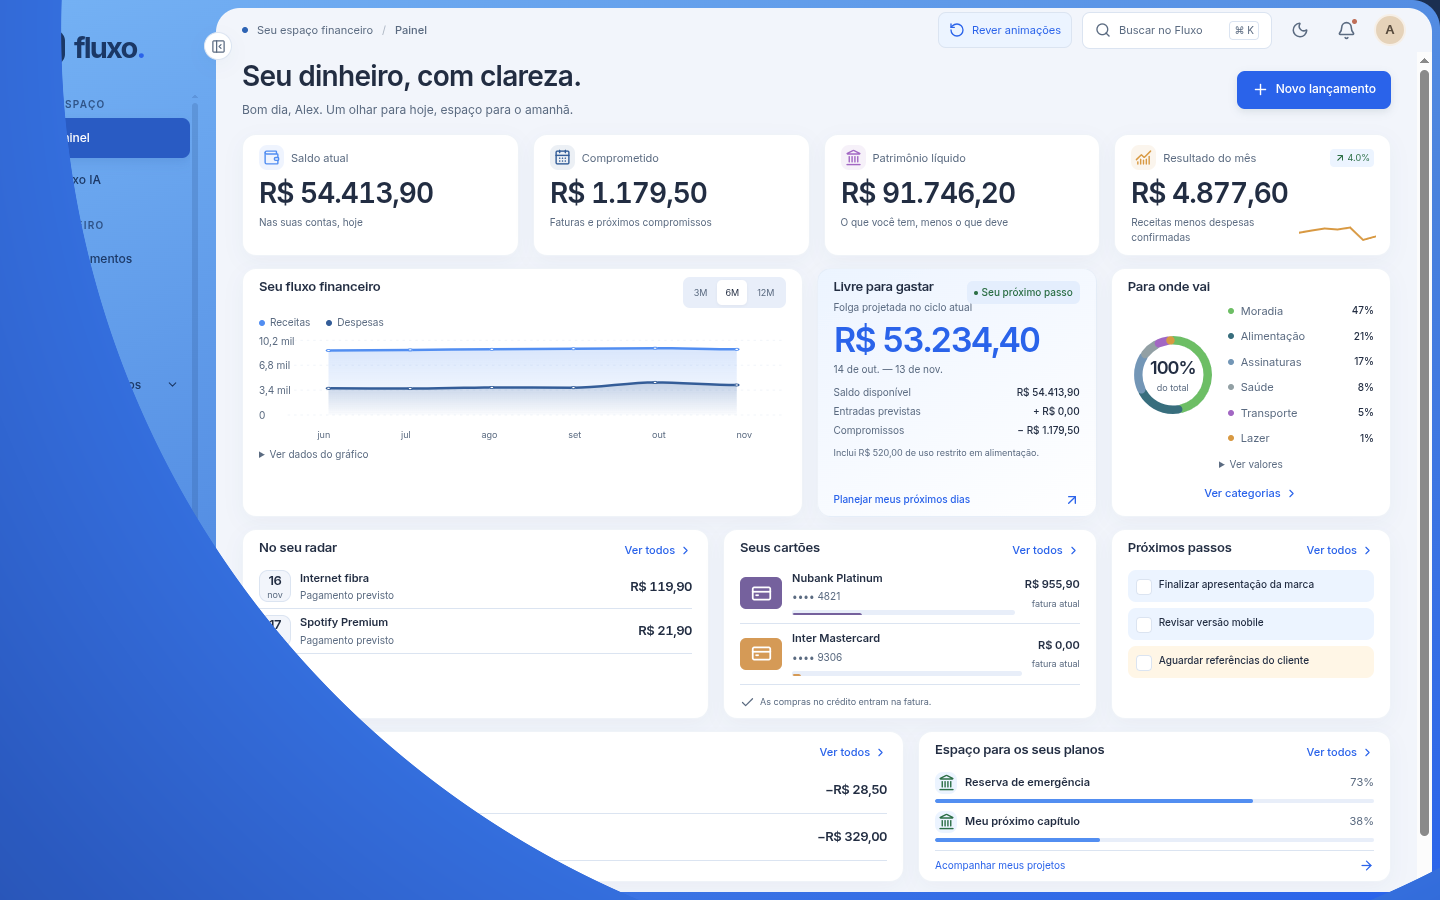 fluxo.
Seu espaço financeiro / Painel
Rever animações
Buscar no Fluxo
⌘ K
A
Seu dinheiro, com clareza.
Bom dia, Alex. Um olhar para hoje, espaço para o amanhã.
Novo lançamento
Saldo atual
R$ 54.413,90
Nas suas contas, hoje
Comprometido
R$ 1.179,50
Faturas e próximos compromissos
Patrimônio líquido
R$ 91.746,20
O que você tem, menos o que deve
Resultado do mês
4.0%
R$ 4.877,60
Receitas menos despesas
confirmadas
Seu fluxo financeiro
3M 6M 12M
Receitas Despesas
10,2 mil
6,8 mil
3,4 mil
0
jun jul ago set out nov
Ver dados do gráfico
Livre para gastar
Seu próximo passo
Folga projetada no ciclo atual
R$ 53.234,40
14 de out. — 13 de nov.
Saldo disponível R$ 54.413,90
Entradas previstas + R$ 0,00
Compromissos − R$ 1.179,50
Inclui R$ 520,00 de uso restrito em alimentação.
Planejar meus próximos dias
Para onde vai
100%
do total
Moradia 47%
Alimentação 21%
Assinaturas 17%
Saúde 8%
Transporte 5%
Lazer 1%
Ver valores
Ver categorias
No seu radar
Ver todos
16
nov
Internet fibra
Pagamento previsto
R$ 119,90
17
Spotify Premium
Pagamento previsto
R$ 21,90
Seus cartões
Ver todos
Nubank Platinum
•••• 4821
R$ 955,90
fatura atual
Inter Mastercard
•••• 9306
R$ 0,00
fatura atual
As compras no crédito entram na fatura.
Próximos passos
Ver todos
Finalizar apresentação da marca
Revisar versão mobile
Aguardar referências do cliente
Ver todos
−R$ 28,50
−R$ 329,00
Espaço para os seus planos
Ver todos
Reserva de emergência 73%
Meu próximo capítulo 38%
Acompanhar meus projetos